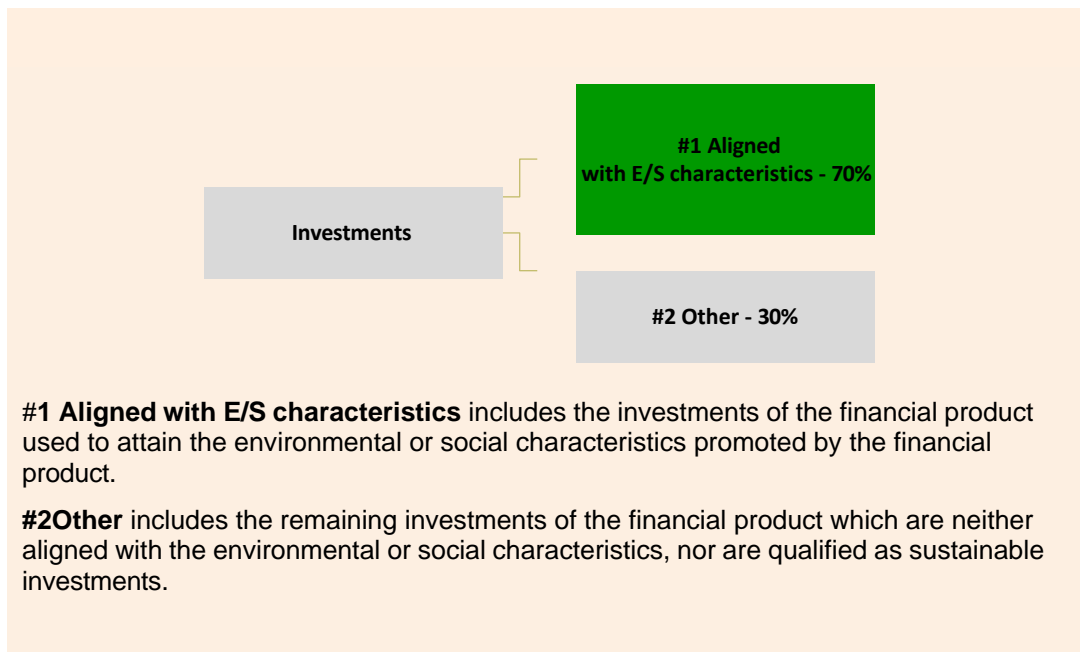 #1 Aligned
with E/S characteristics - 70%
Investments
#2 Other - 30%
#1 Aligned with E/S characteristics includes the investments of the financial product
used to attain the environmental or social characteristics promoted by the financial
product.
#2Other includes the remaining investments of the financial product which are neither
aligned with the environmental or social characteristics, nor are qualified as sustainable
investments.